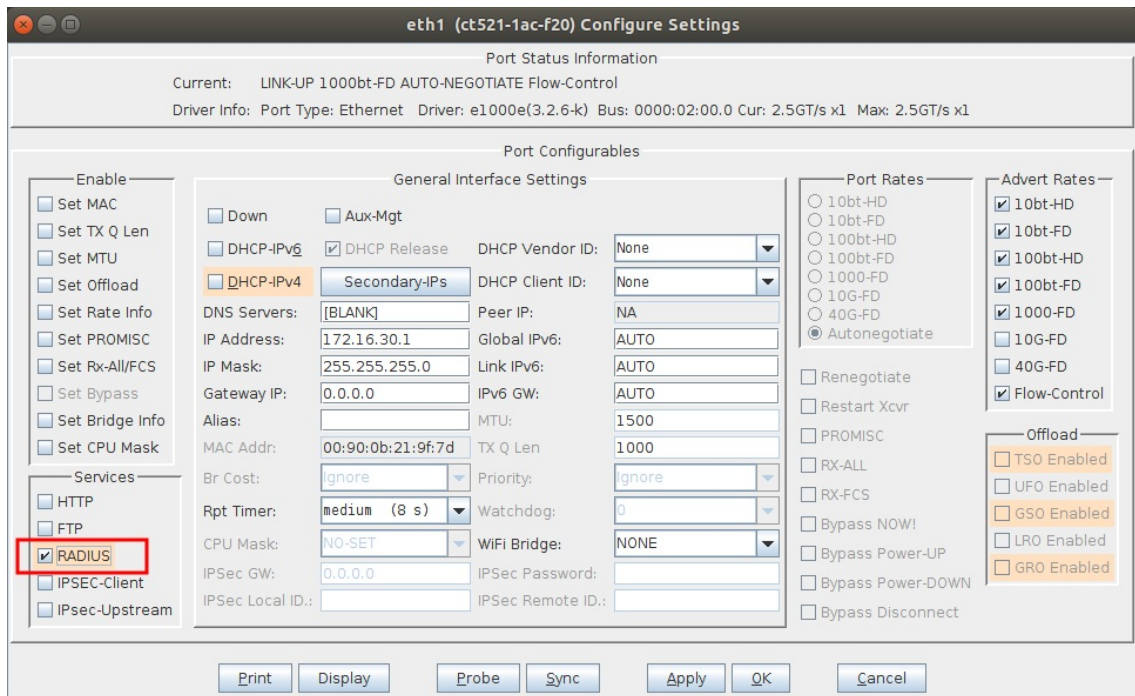 eth1 (ct521-1ac-f20) Configure Settings
Port Status Information
Current: LINK-UP 1000bt-FD AUTO-NEGOTIATE Flow-Control
Driver Info: Port Type: Ethernet Driver: e1000e(3.2.6-k) Bus: 0000:02:00.0 Cur: 2.5GT/s x1 Max: 2.5GT/s x1
Port Configurables
Enable
Set MAC
Set TX Q Len
Set MTU
Set Offload
Set Rate Info
Set PROMISC
Set Rx-All/FCS
Set Bypass
Set Bridge Info
Set CPU Mask
Services
HTTP
FTP
RADIUS
IPSEC-Client
IPsec-Upstream
General Interface Settings
Down Aux-Mgt
DHCP-IPv6 DHCP Release DHCP Vendor ID: None
DHCP-IPv4 Secondary-IPs DHCP Client ID: None
DNS Servers: [BLANK] Peer IP: NA
IP Address: 172.16.30.1 Global IPv6: AUTO
IP Mask: 255.255.255.0 Link IPv6: AUTO
Gateway IP: 0.0.0.0 IPv6 GW: AUTO
Alias: MTU: 1500
MAC Addr: 00:90:0b:21:9f:7d TX Q Len 1000
Br Cost: Ignore Priority: Ignore
Rpt Timer: medium (8 s) Watchdog: 0
CPU Mask: NO-SET WiFi Bridge: NONE
IPSec GW: 0.0.0.0 IPSec Password:
IPSec Local ID.: IPSec Remote ID.:
Port Rates
10bt-HD
10bt-FD
100bt-HD
100bt-FD
1000-FD
10G-FD
40G-FD
Autonegotiate
Renegotiate
Restart Xcvr
PROMISC
RX-ALL
RX-FCS
Bypass NOW!
Bypass Power-UP
Bypass Power-DOWN
Bypass Disconnect
Advert Rates
10bt-HD
10bt-FD
100bt-HD
100bt-FD
1000-FD
10G-FD
40G-FD
Flow-Control
Offload
TSO Enabled
UFO Enabled
GSO Enabled
LRO Enabled
GRO Enabled
Print Display Probe Sync Apply OK Cancel